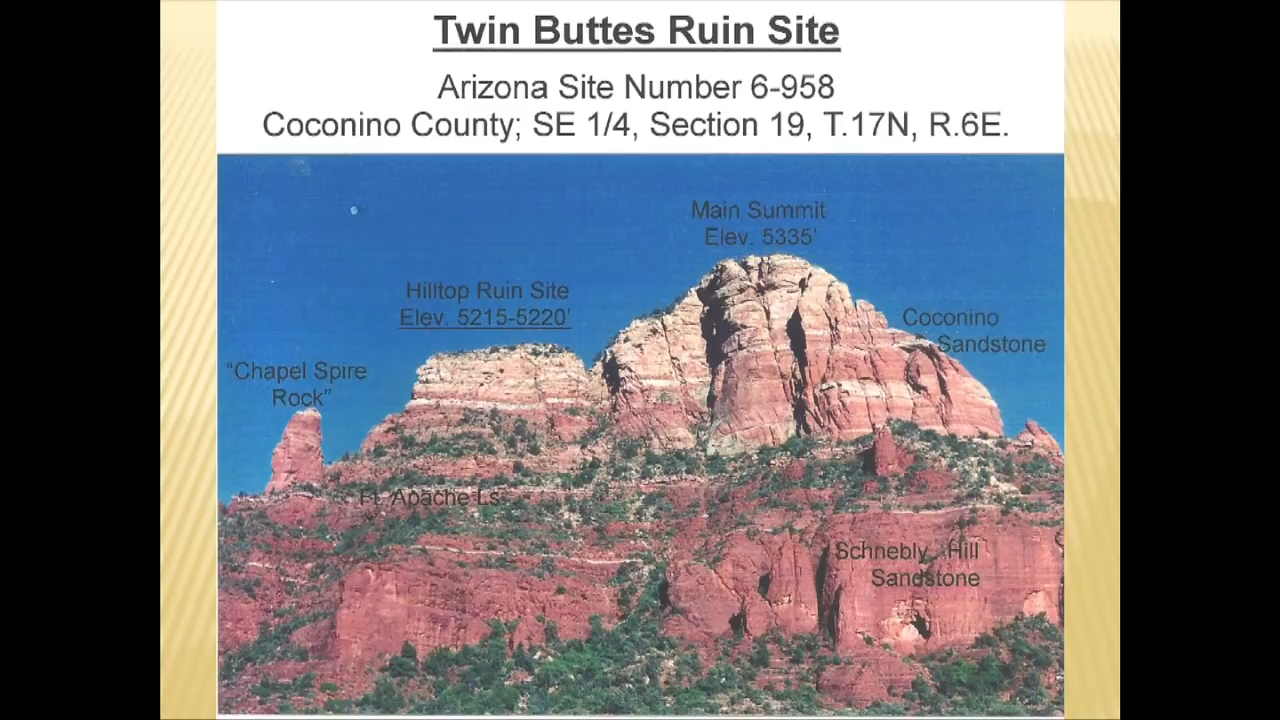 Twin Buttes Ruin Site
Arizona Site Number 6-958
Coconino County; SE 1/4, Section 19, T.17N, R.6E.
Main Summit
Elev. 5335'
Hilltop Ruin Site
Elev. 5215-5220'
Coconino
Sandstone
“Chapel Spire
Rock”
Ft. Apache Ls.
Schnebly Hill
Sandstone